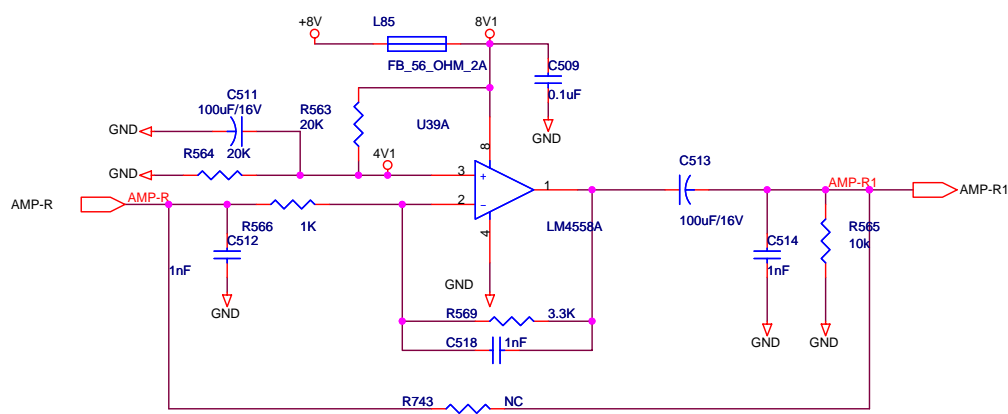 +8V
L85
8V1
FB_56_OHM_2A
C509
0.1uF
GND
C511
100uF/16V
R563
20K
U39A
GND
R564
20K
4V1
GND
8
3
+
1
2
-
4
LM4558A
C513
100uF/16V
AMP-R1
AMP-R1
AMP-R
AMP-R
R566
1K
C512
1nF
GND
GND
C514
1nF
R565
10k
GND
GND
R569
3.3K
C518
1nF
R743
NC